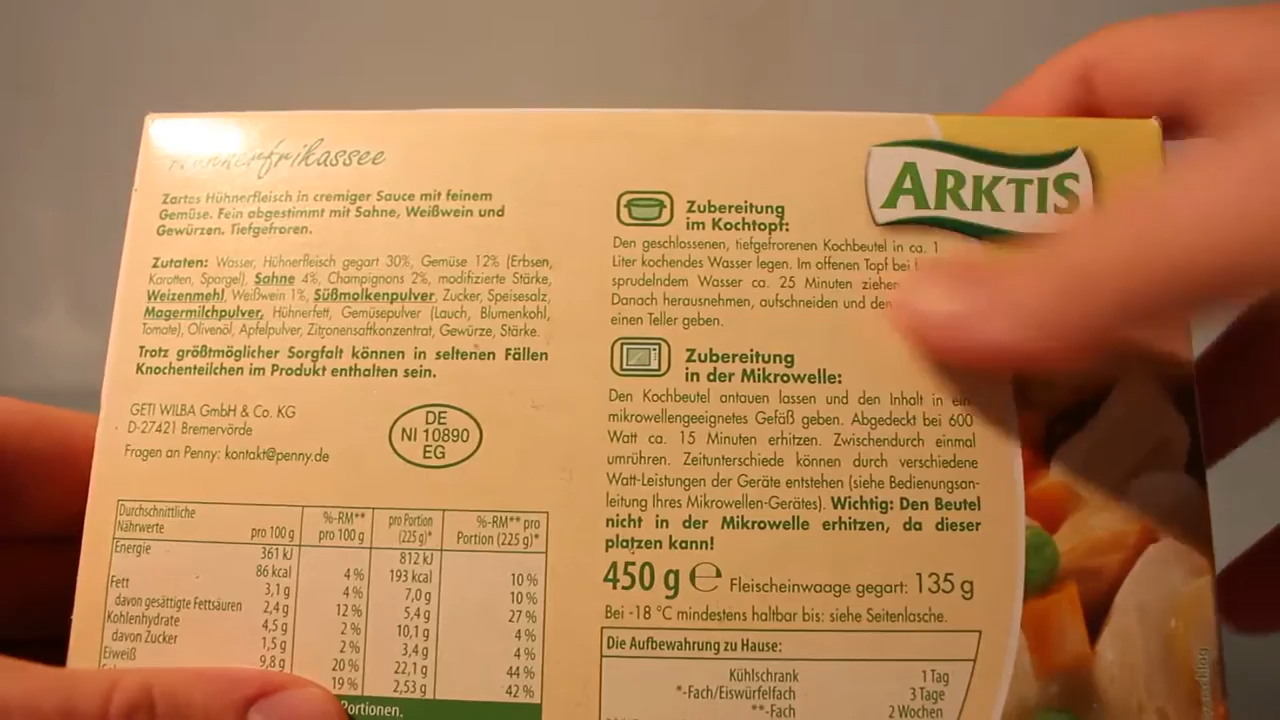 frikassee
Zartes Hühnerfleisch in cremiger Sauce mit feinem
Gemüse. Fein abgestimmt mit Sahne, Weißwein und
Gewürzen. Tiefgefroren.
Zutaten: Wasser, Hühnerfleisch gegart 30%, Gemüse 12% (Erbsen,
Karotten, Spargel), Sahne 4%, Champignons 2%, modifizierte Stärke,
Weizenmehl, Weißwein 1%, Süßmolkenpulver, Zucker, Speisesalz,
Magermilchpulver, Hühnerfett, Gemüsepulver (Lauch, Blumenkohl,
Tomate), Olivenöl, Apfelpulver, Zitronensaftkonzentrat, Gewürze, Stärke.
Trotz größtmöglicher Sorgfalt können in seltenen Fällen
Knochenteilchen im Produkt enthalten sein.
GETI WILBA GmbH & Co. KG
D-27421 Bremervörde
Fragen an Penny: kontakt@penny.de
DE
NI 10890
EG
Durchschnittliche
Nährwerte pro 100 g %-RM** pro 100 g pro Portion (225 g)* %-RM** pro Portion (225 g)*
Energie 361 kJ 812 kJ
86 kcal 4% 193 kcal 10%
Fett 3,1 g 4% 7,0 g 10%
davon gesättigte Fettsäuren 2,4 g 12% 5,4 g 27%
Kohlenhydrate 4,5 g 2% 10,1 g 4%
davon Zucker 1,5 g 2% 3,4 g 4%
Eiweiß 9,8 g 20% 22,1 g 44%
19% 2,53 g 42%
Portionen.
ARKTIS
Zubereitung
im Kochtopf:
Den geschlossenen, tiefgefrorenen Kochbeutel in ca. 1
Liter kochendes Wasser legen. Im offenen Topf bei
sprudelndem Wasser ca. 25 Minuten ziehen
Danach herausnehmen, aufschneiden und den
einen Teller geben.
Zubereitung
in der Mikrowelle:
Den Kochbeutel antauen lassen und den Inhalt in ein
mikrowellengeeignetes Gefäß geben. Abgedeckt bei 600
Watt ca. 15 Minuten erhitzen. Zwischendurch einmal
umrühren. Zeitunterschiede können durch verschiedene
Watt-Leistungen der Geräte entstehen (siehe Bedienungsan-
leitung Ihres Mikrowellen-Gerätes). Wichtig: Den Beutel
nicht in der Mikrowelle erhitzen, da dieser
platzen kann!
450 g ℮ Fleischeinwaage gegart: 135 g
Bei -18 °C mindestens haltbar bis: siehe Seitenlasche.
Die Aufbewahrung zu Hause:
Kühlschrank 1 Tag
*-Fach/Eiswürfelfach 3 Tage
**-Fach 2 Wochen